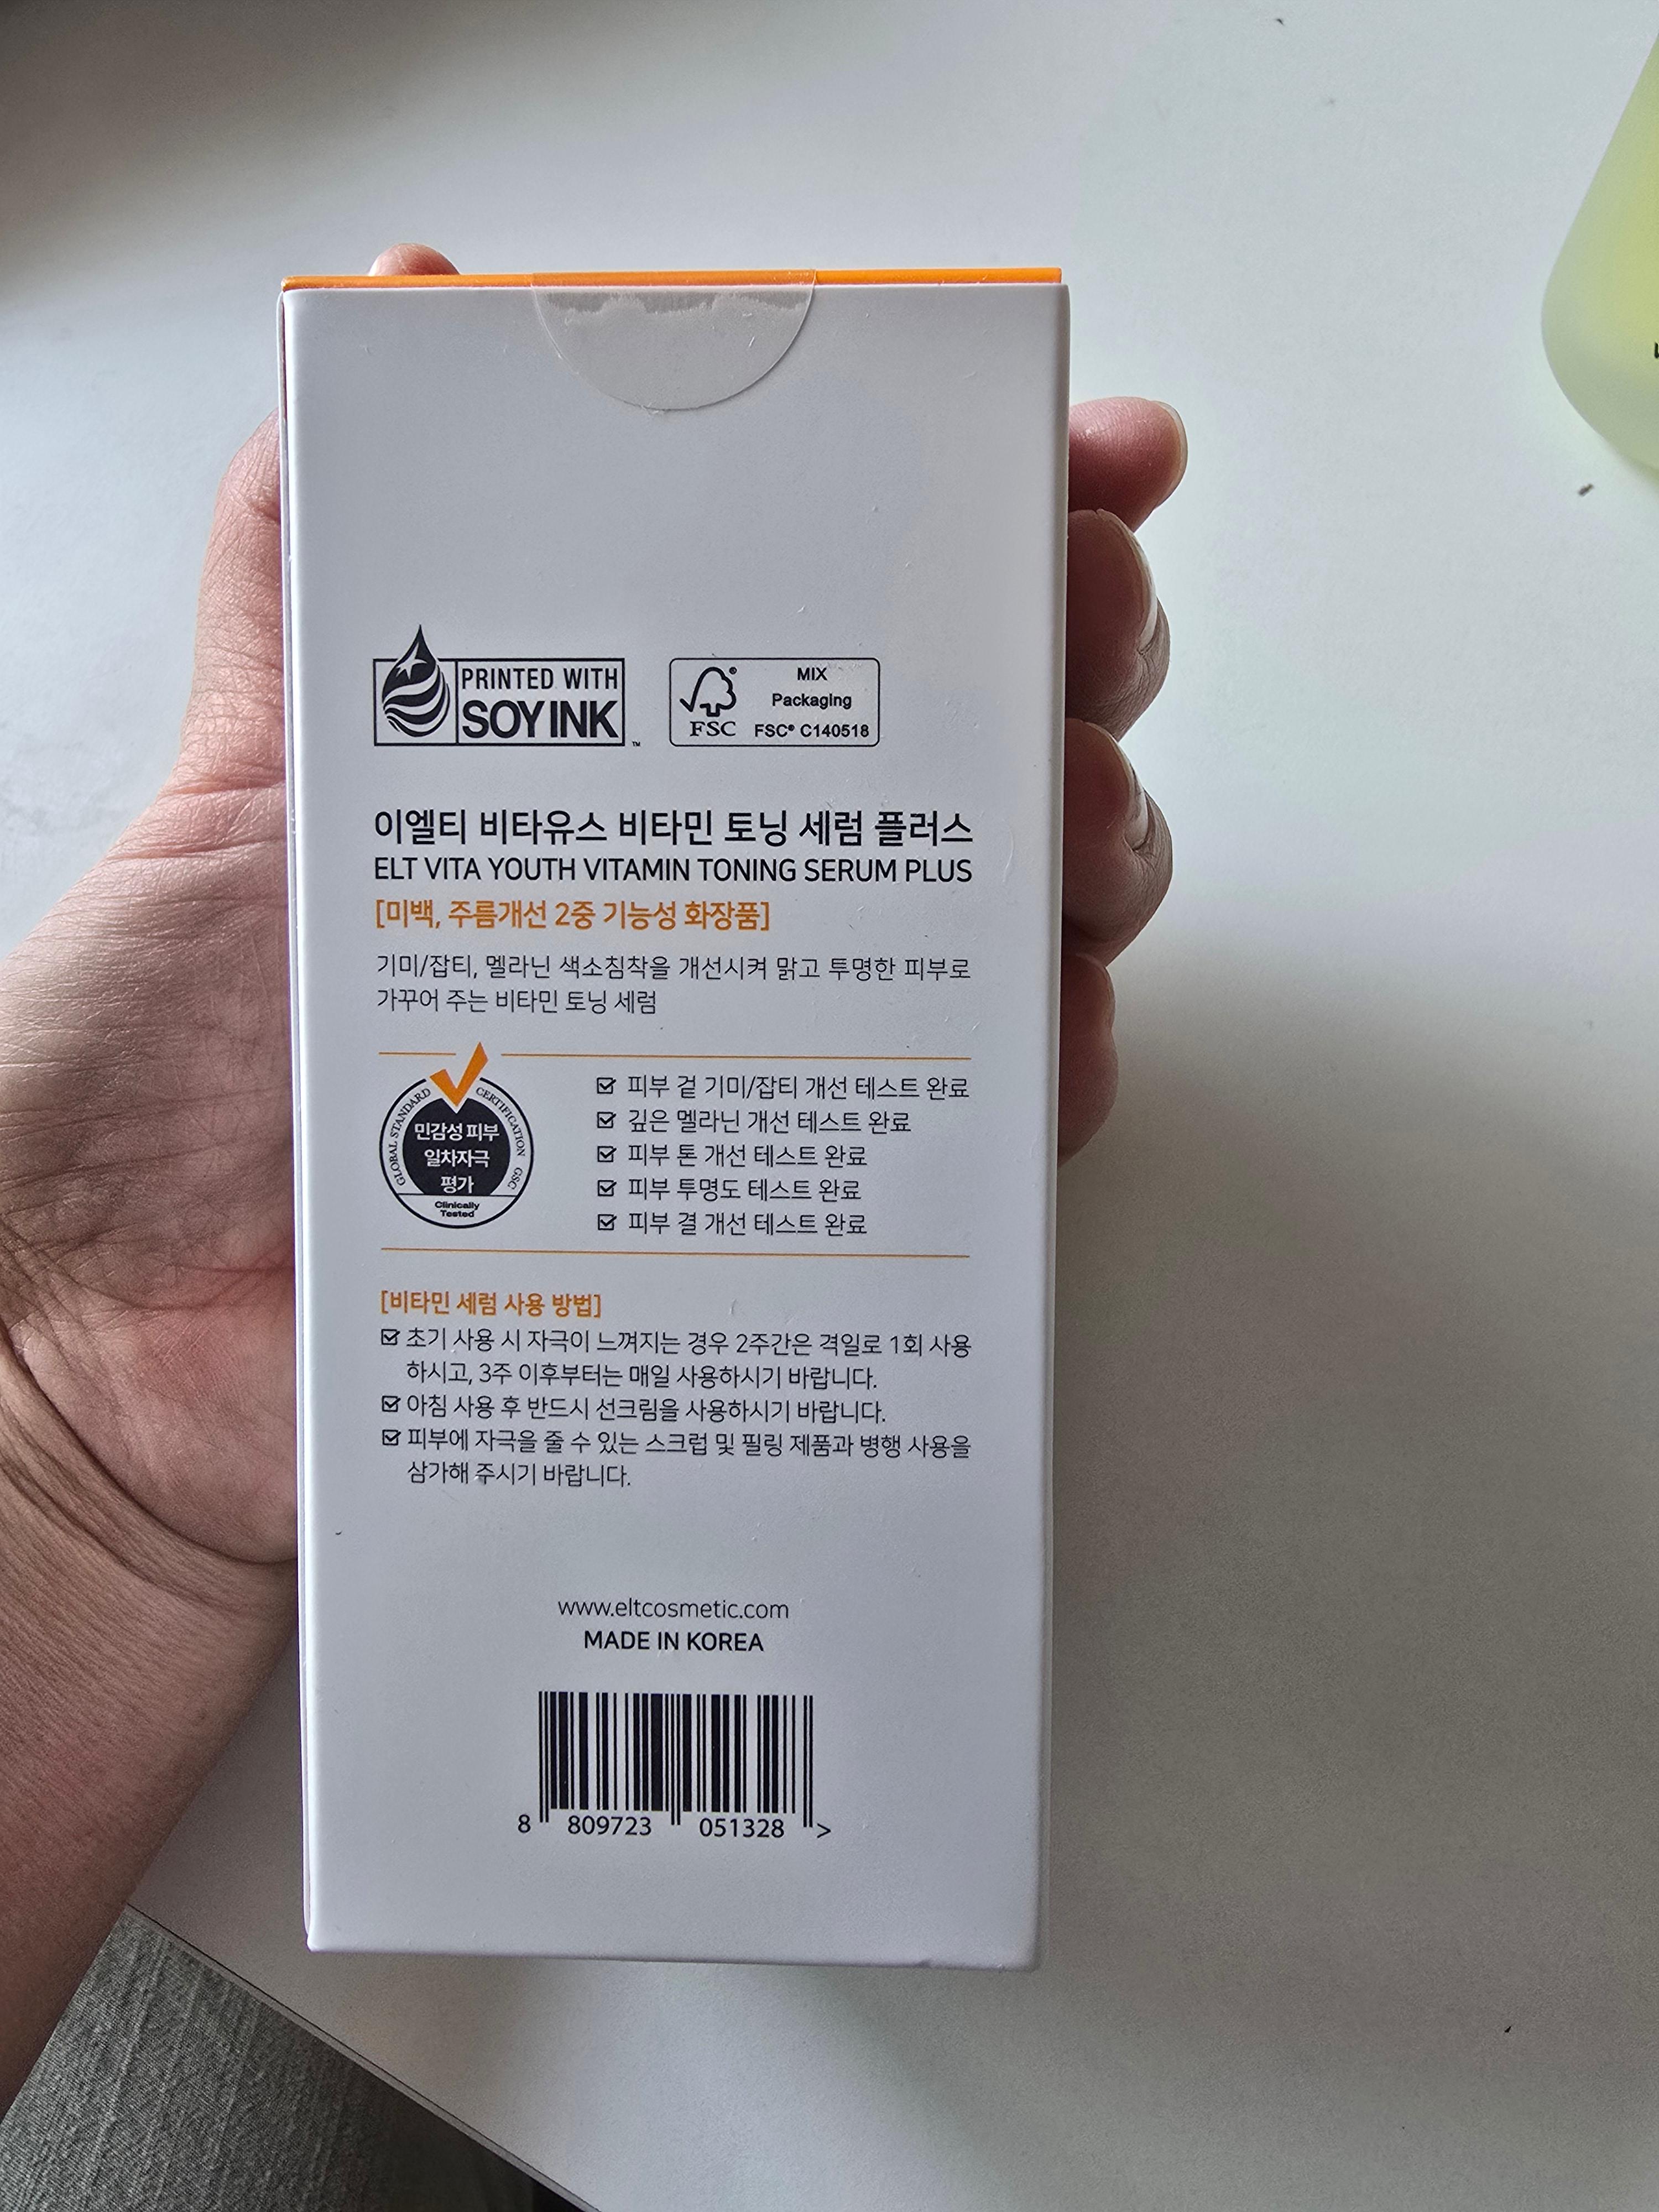 PRINTED WITH
SOY INK
™
FSC
MIX
Packaging
FSC® C140518
이엘티 비타유스 비타민 토닝 세럼 플러스
ELT VITA YOUTH VITAMIN TONING SERUM PLUS
[미백, 주름개선 2중 기능성 화장품]
기미/잡티, 멜라닌 색소침착을 개선시켜 맑고 투명한 피부로
가꾸어 주는 비타민 토닝 세럼
GLOBAL STANDARD CERTIFICATION GSC
민감성 피부
일차자극
평가
Clinically
Tested
피부 겉 기미/잡티 개선 테스트 완료
깊은 멜라닌 개선 테스트 완료
피부 톤 개선 테스트 완료
피부 투명도 테스트 완료
피부 결 개선 테스트 완료
[비타민 세럼 사용 방법]
초기 사용 시 자극이 느껴지는 경우 2주간은 격일로 1회 사용
하시고, 3주 이후부터는 매일 사용하시기 바랍니다.
아침 사용 후 반드시 선크림을 사용하시기 바랍니다.
피부에 자극을 줄 수 있는 스크럽 및 필링 제품과 병행 사용을
삼가해 주시기 바랍니다.
www.eltcosmetic.com
MADE IN KOREA
8 809723 051328 >